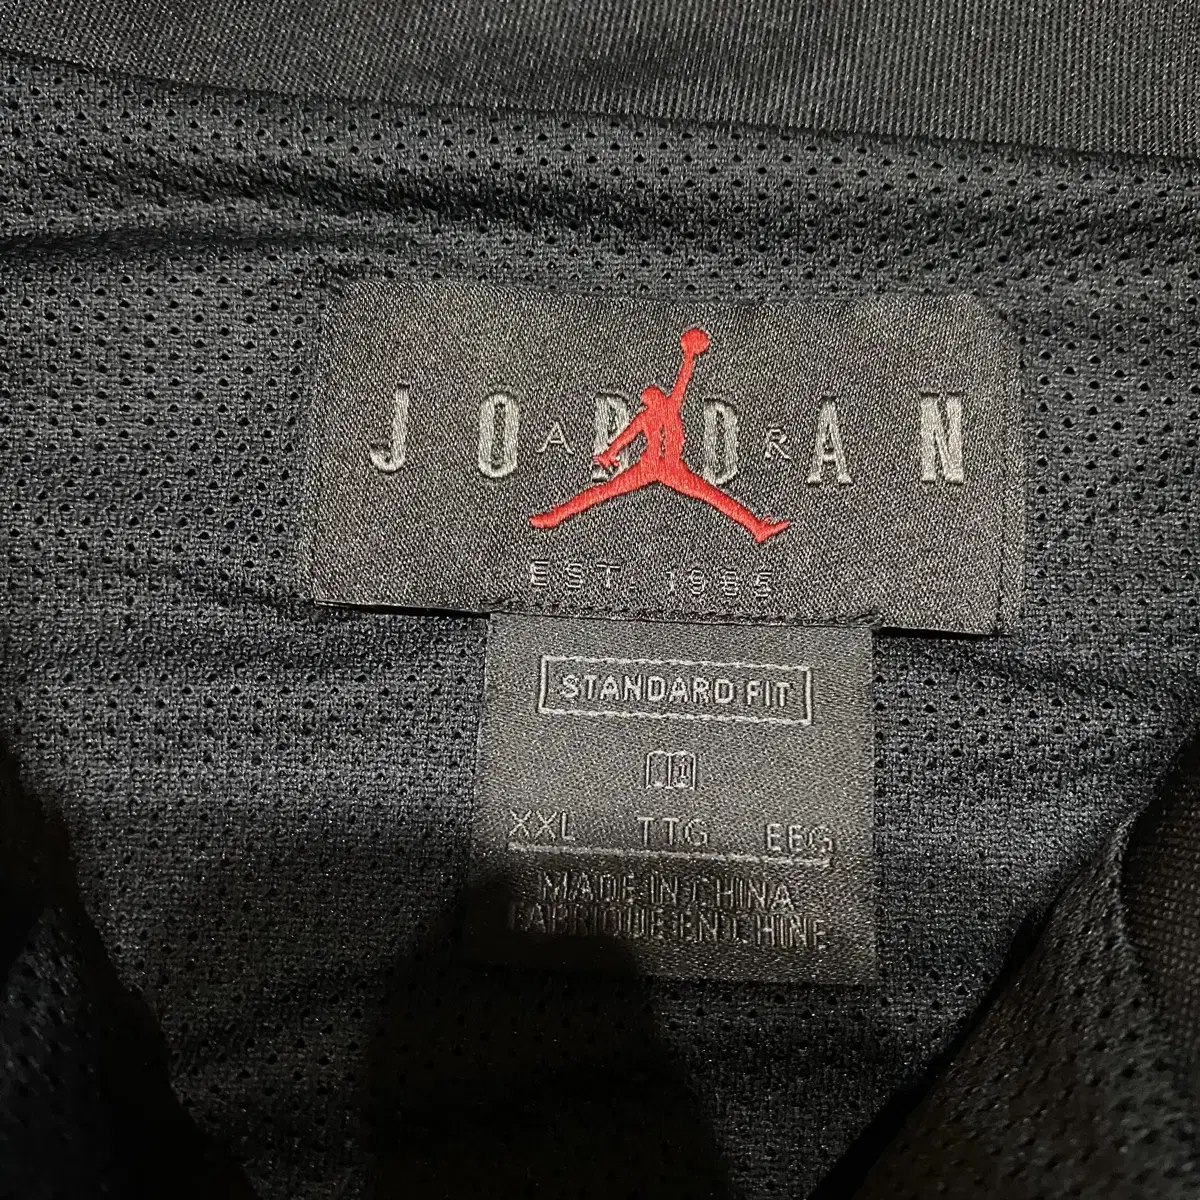 JORDAN
AIR
EST. 1985
STANDARD FIT
XXL TTG EEG
MADE IN CHINA
FABRIQUE EN CHINE